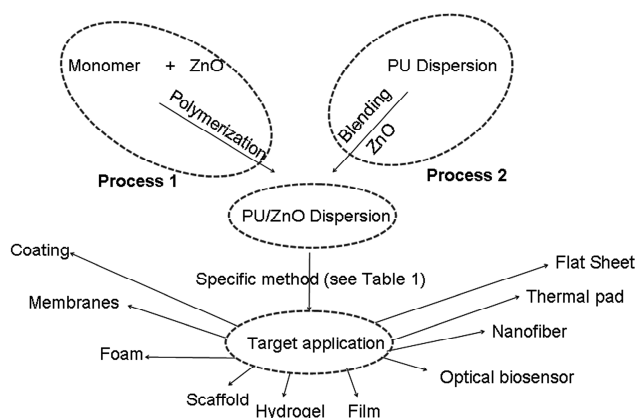 Monomer + ZnO
Polymerization
Process 1
PU Dispersion
Blending
ZnO
Process 2
PU/ZnO Dispersion
Specific method (see Table 1)
Target application
Coating
Membranes
Foam
Scaffold
Hydrogel
Film
Optical biosensor
Nanofiber
Thermal pad
Flat Sheet